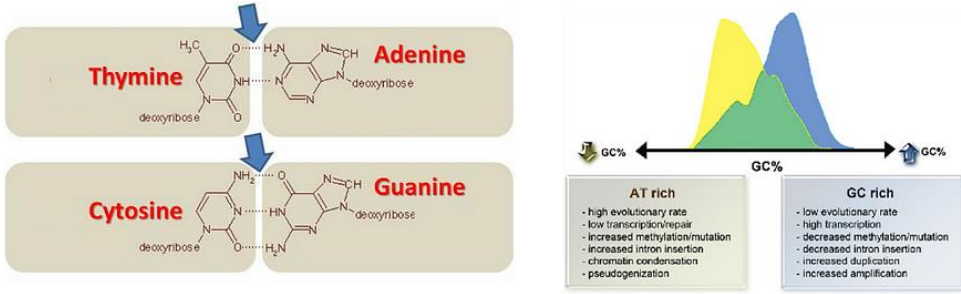 H₃C
O
H₂N
CH
Thymine
Adenine
NH
N
N
N
N
N
deoxyribose
deoxyribose
O
NH₂
O
N
CH
Guanine
Cytosine
N
HN
N
N
N
deoxyribose
deoxyribose
O
H₂N
GC%
GC%
GC%
AT rich
- high evolutionary rate
- low transcription/repair
- increased methylation/mutation
- increased intron insertion
- chromatin condensation
- pseudogenization
GC rich
- low evolutionary rate
- high transcription
- decreased methylation/mutation
- decreased intron insertion
- increased duplication
- increased amplification